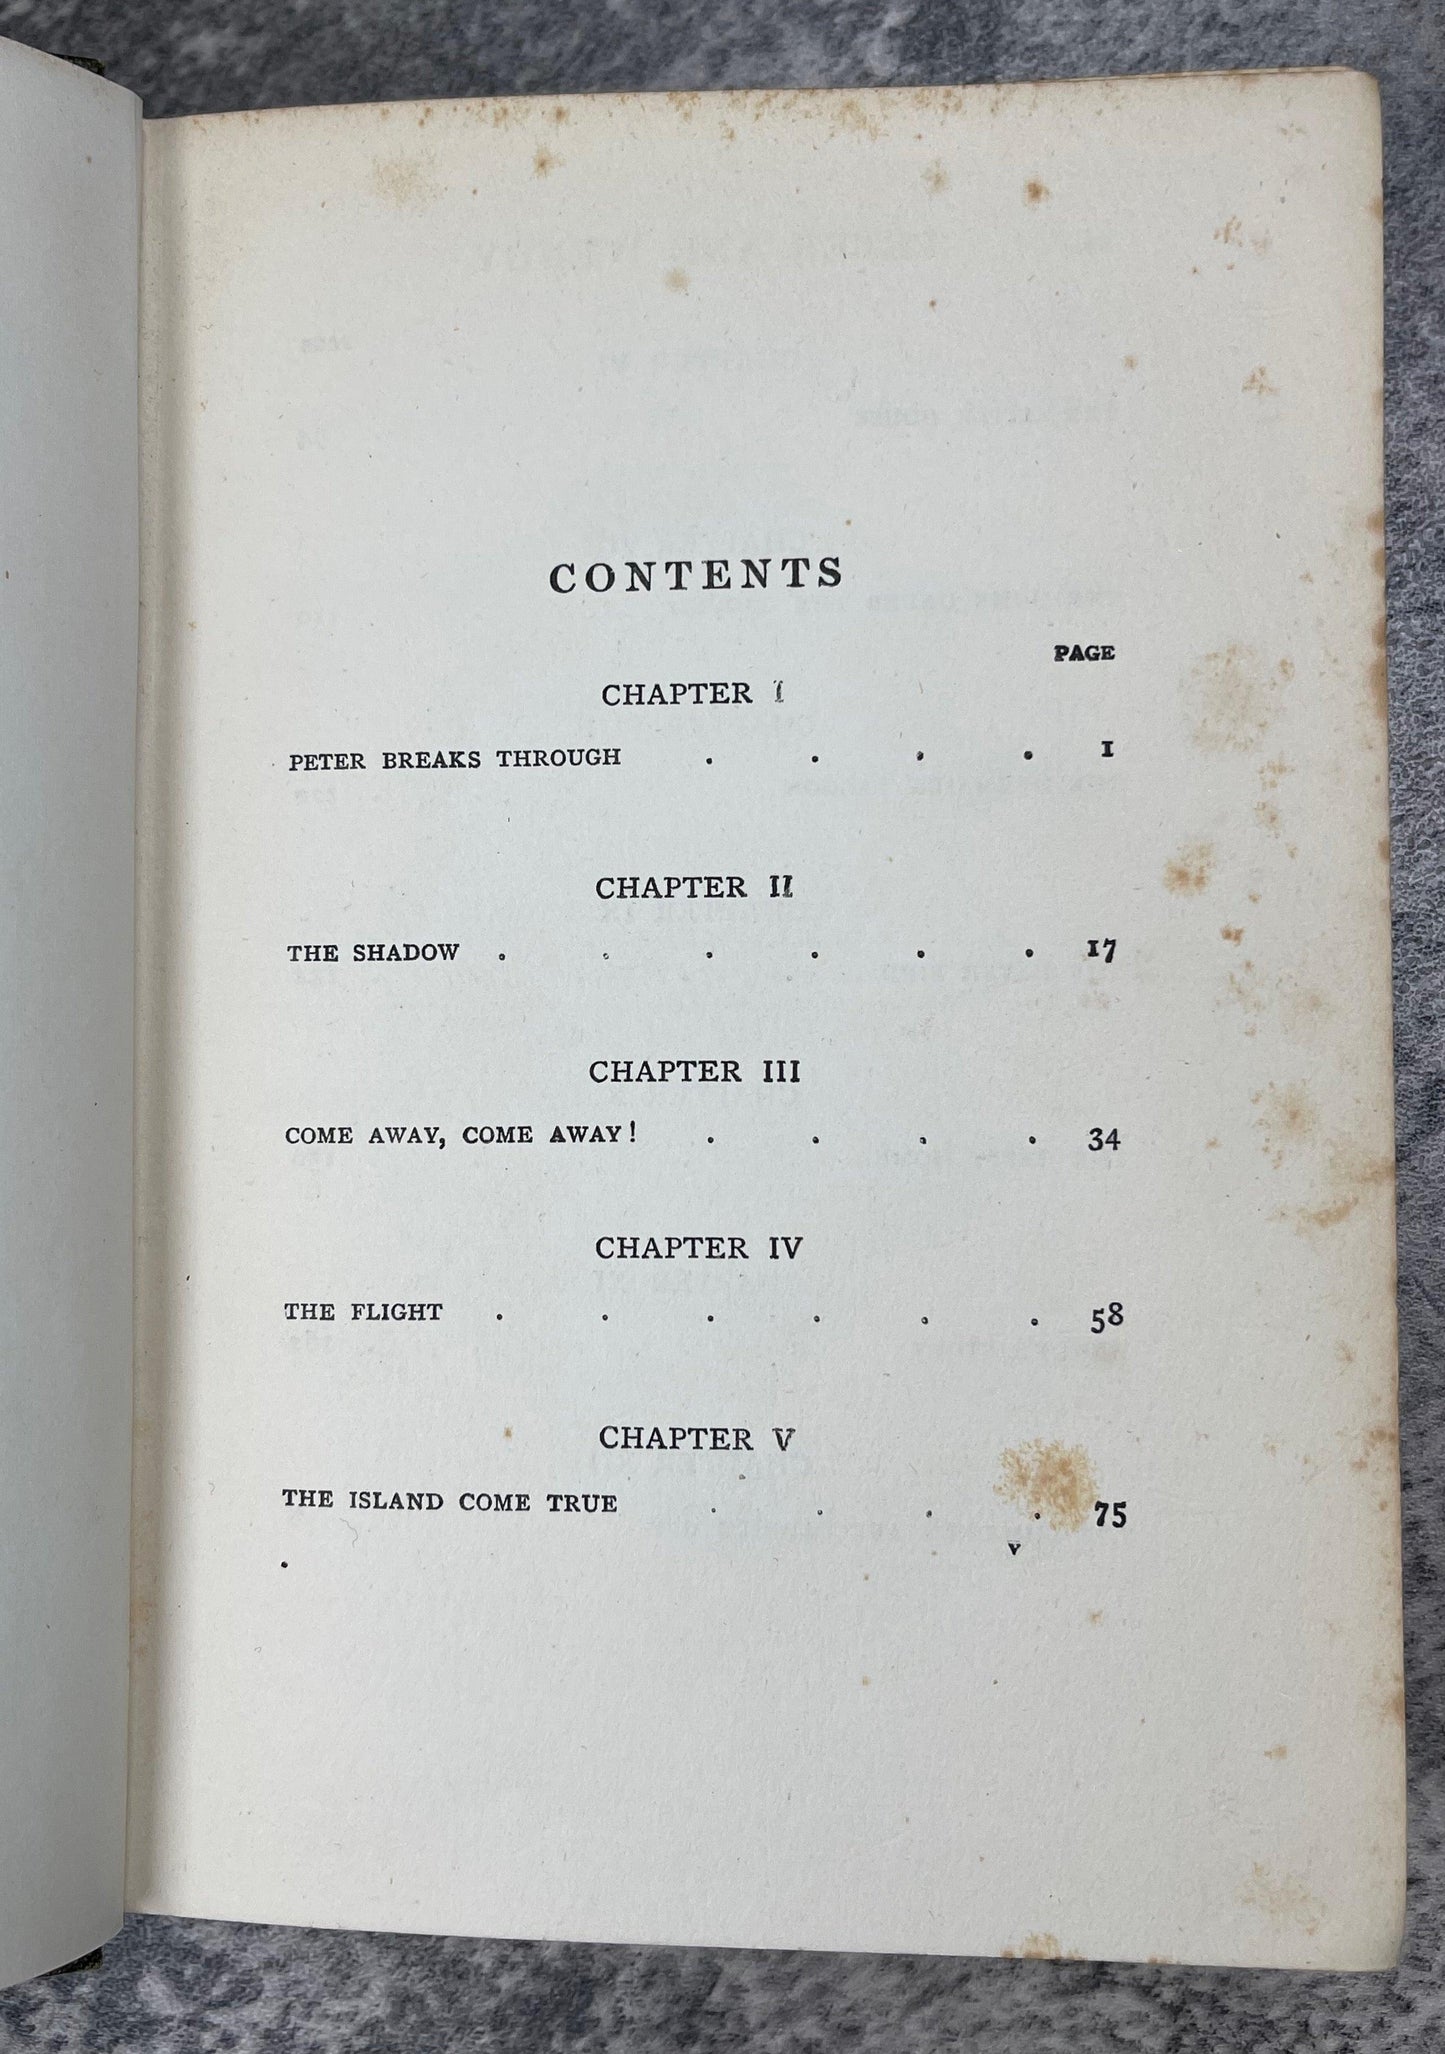 CONTENTS
PAGE
CHAPTER I
PETER BREAKS THROUGH . . . . 1
CHAPTER II
THE SHADOW . . . . . . 17
CHAPTER III
COME AWAY, COME AWAY! . . . . 34
CHAPTER IV
THE FLIGHT . . . . . . 58
CHAPTER V
THE ISLAND COME TRUE . . . . 75
v